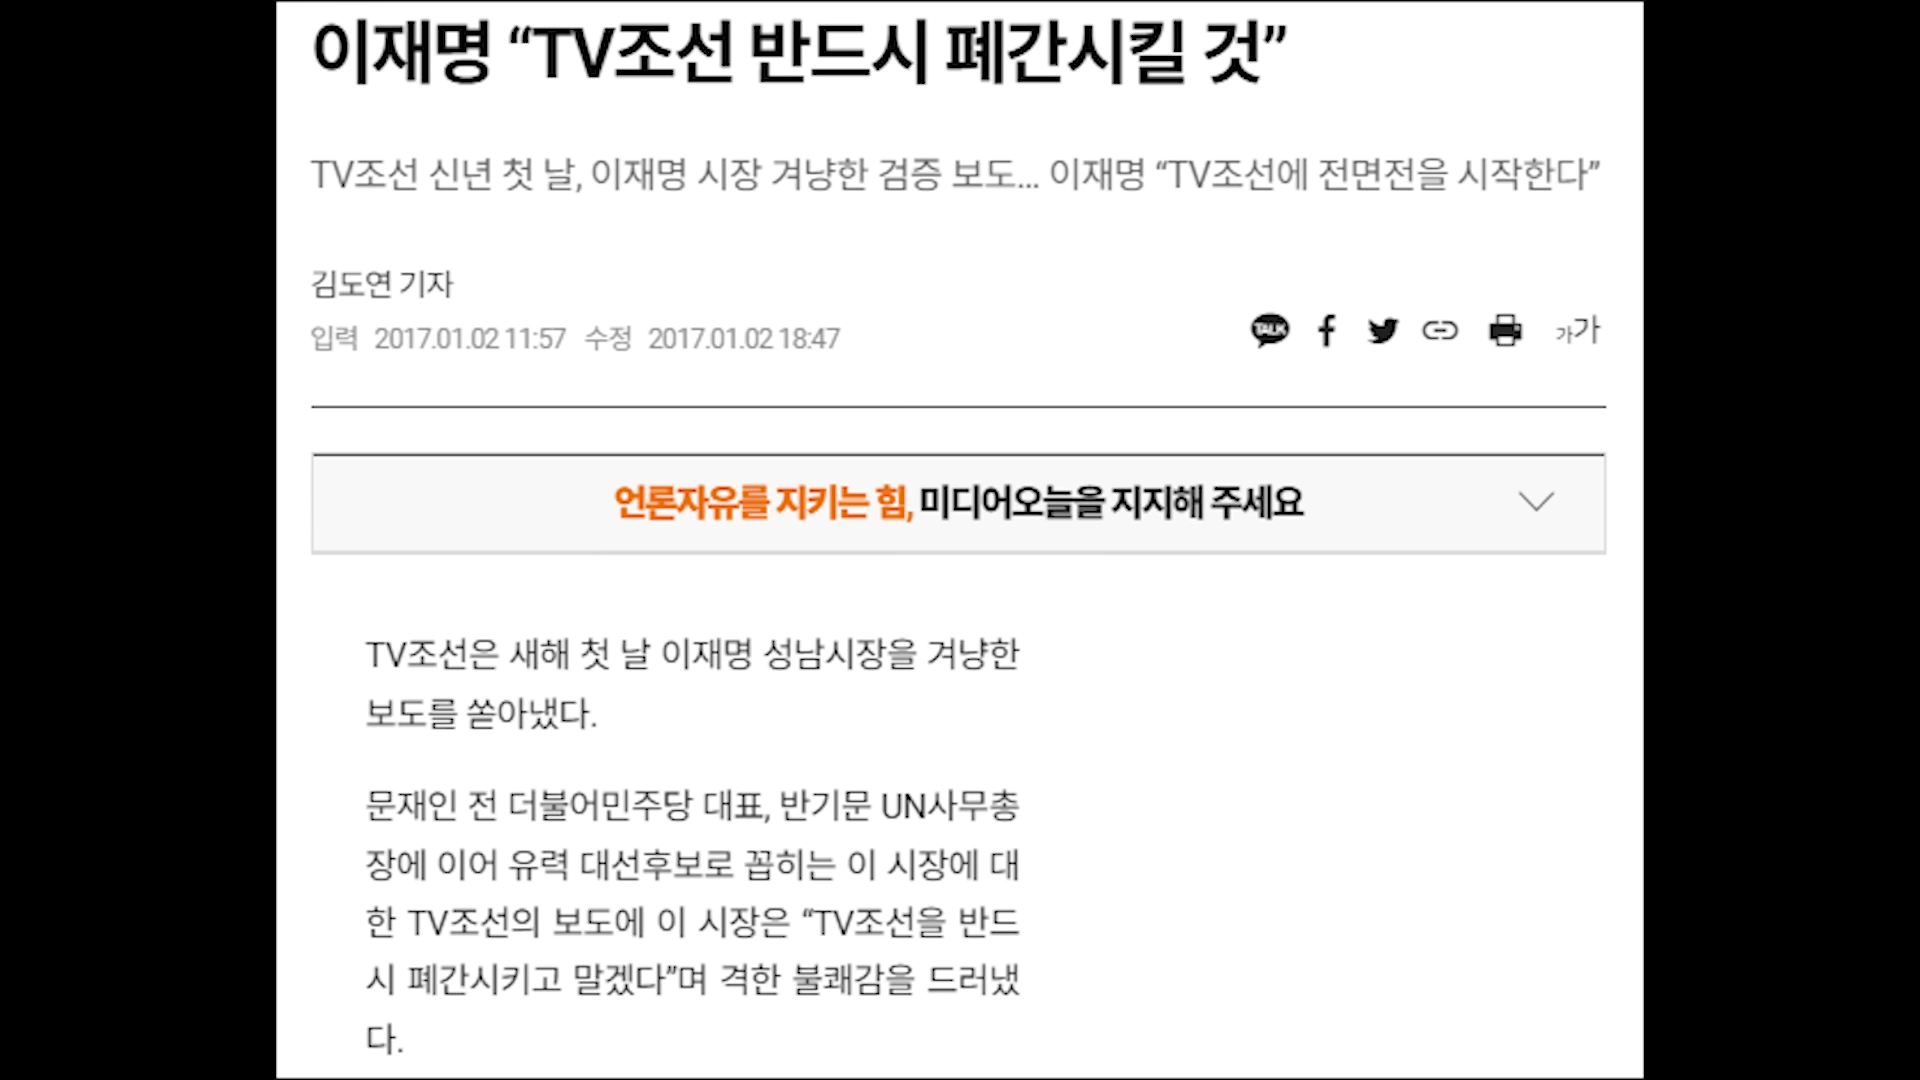 이재명 “TV조선 반드시 폐간시킬 것”
TV조선 신년 첫 날, 이재명 시장 겨냥한 검증 보도... 이재명 “TV조선에 전면전을 시작한다”
김도연 기자
입력 2017.01.02 11:57 수정 2017.01.02 18:47
TALK
가가
언론자유를 지키는 힘, 미디어오늘을 지지해 주세요
TV조선은 새해 첫 날 이재명 성남시장을 겨냥한
보도를 쏟아냈다.
문재인 전 더불어민주당 대표, 반기문 UN사무총
장에 이어 유력 대선후보로 꼽히는 이 시장에 대
한 TV조선의 보도에 이 시장은 “TV조선을 반드
시 폐간시키고 말겠다”며 격한 불쾌감을 드러냈
다.